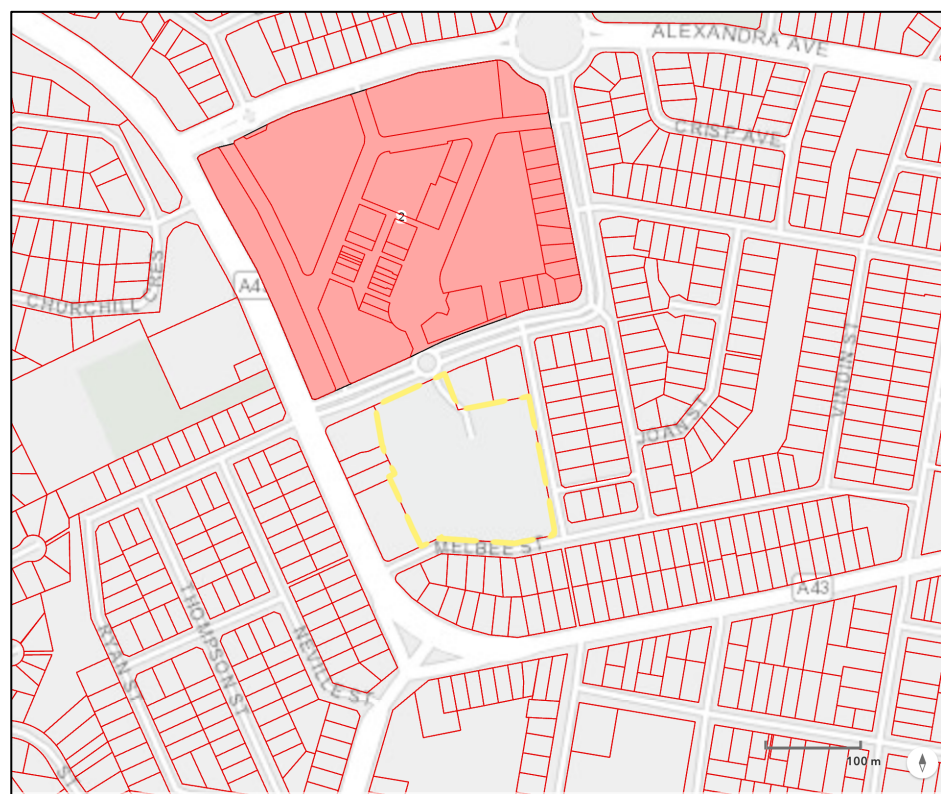 ALEXANDRA AVE
CRISP AVE
2
CHURCHILL CRES
A4
VINDIN ST
JOAN ST
MELBEE ST
A43
THOMPSON ST
RYAN ST
NEVILLE ST
ST
100 m